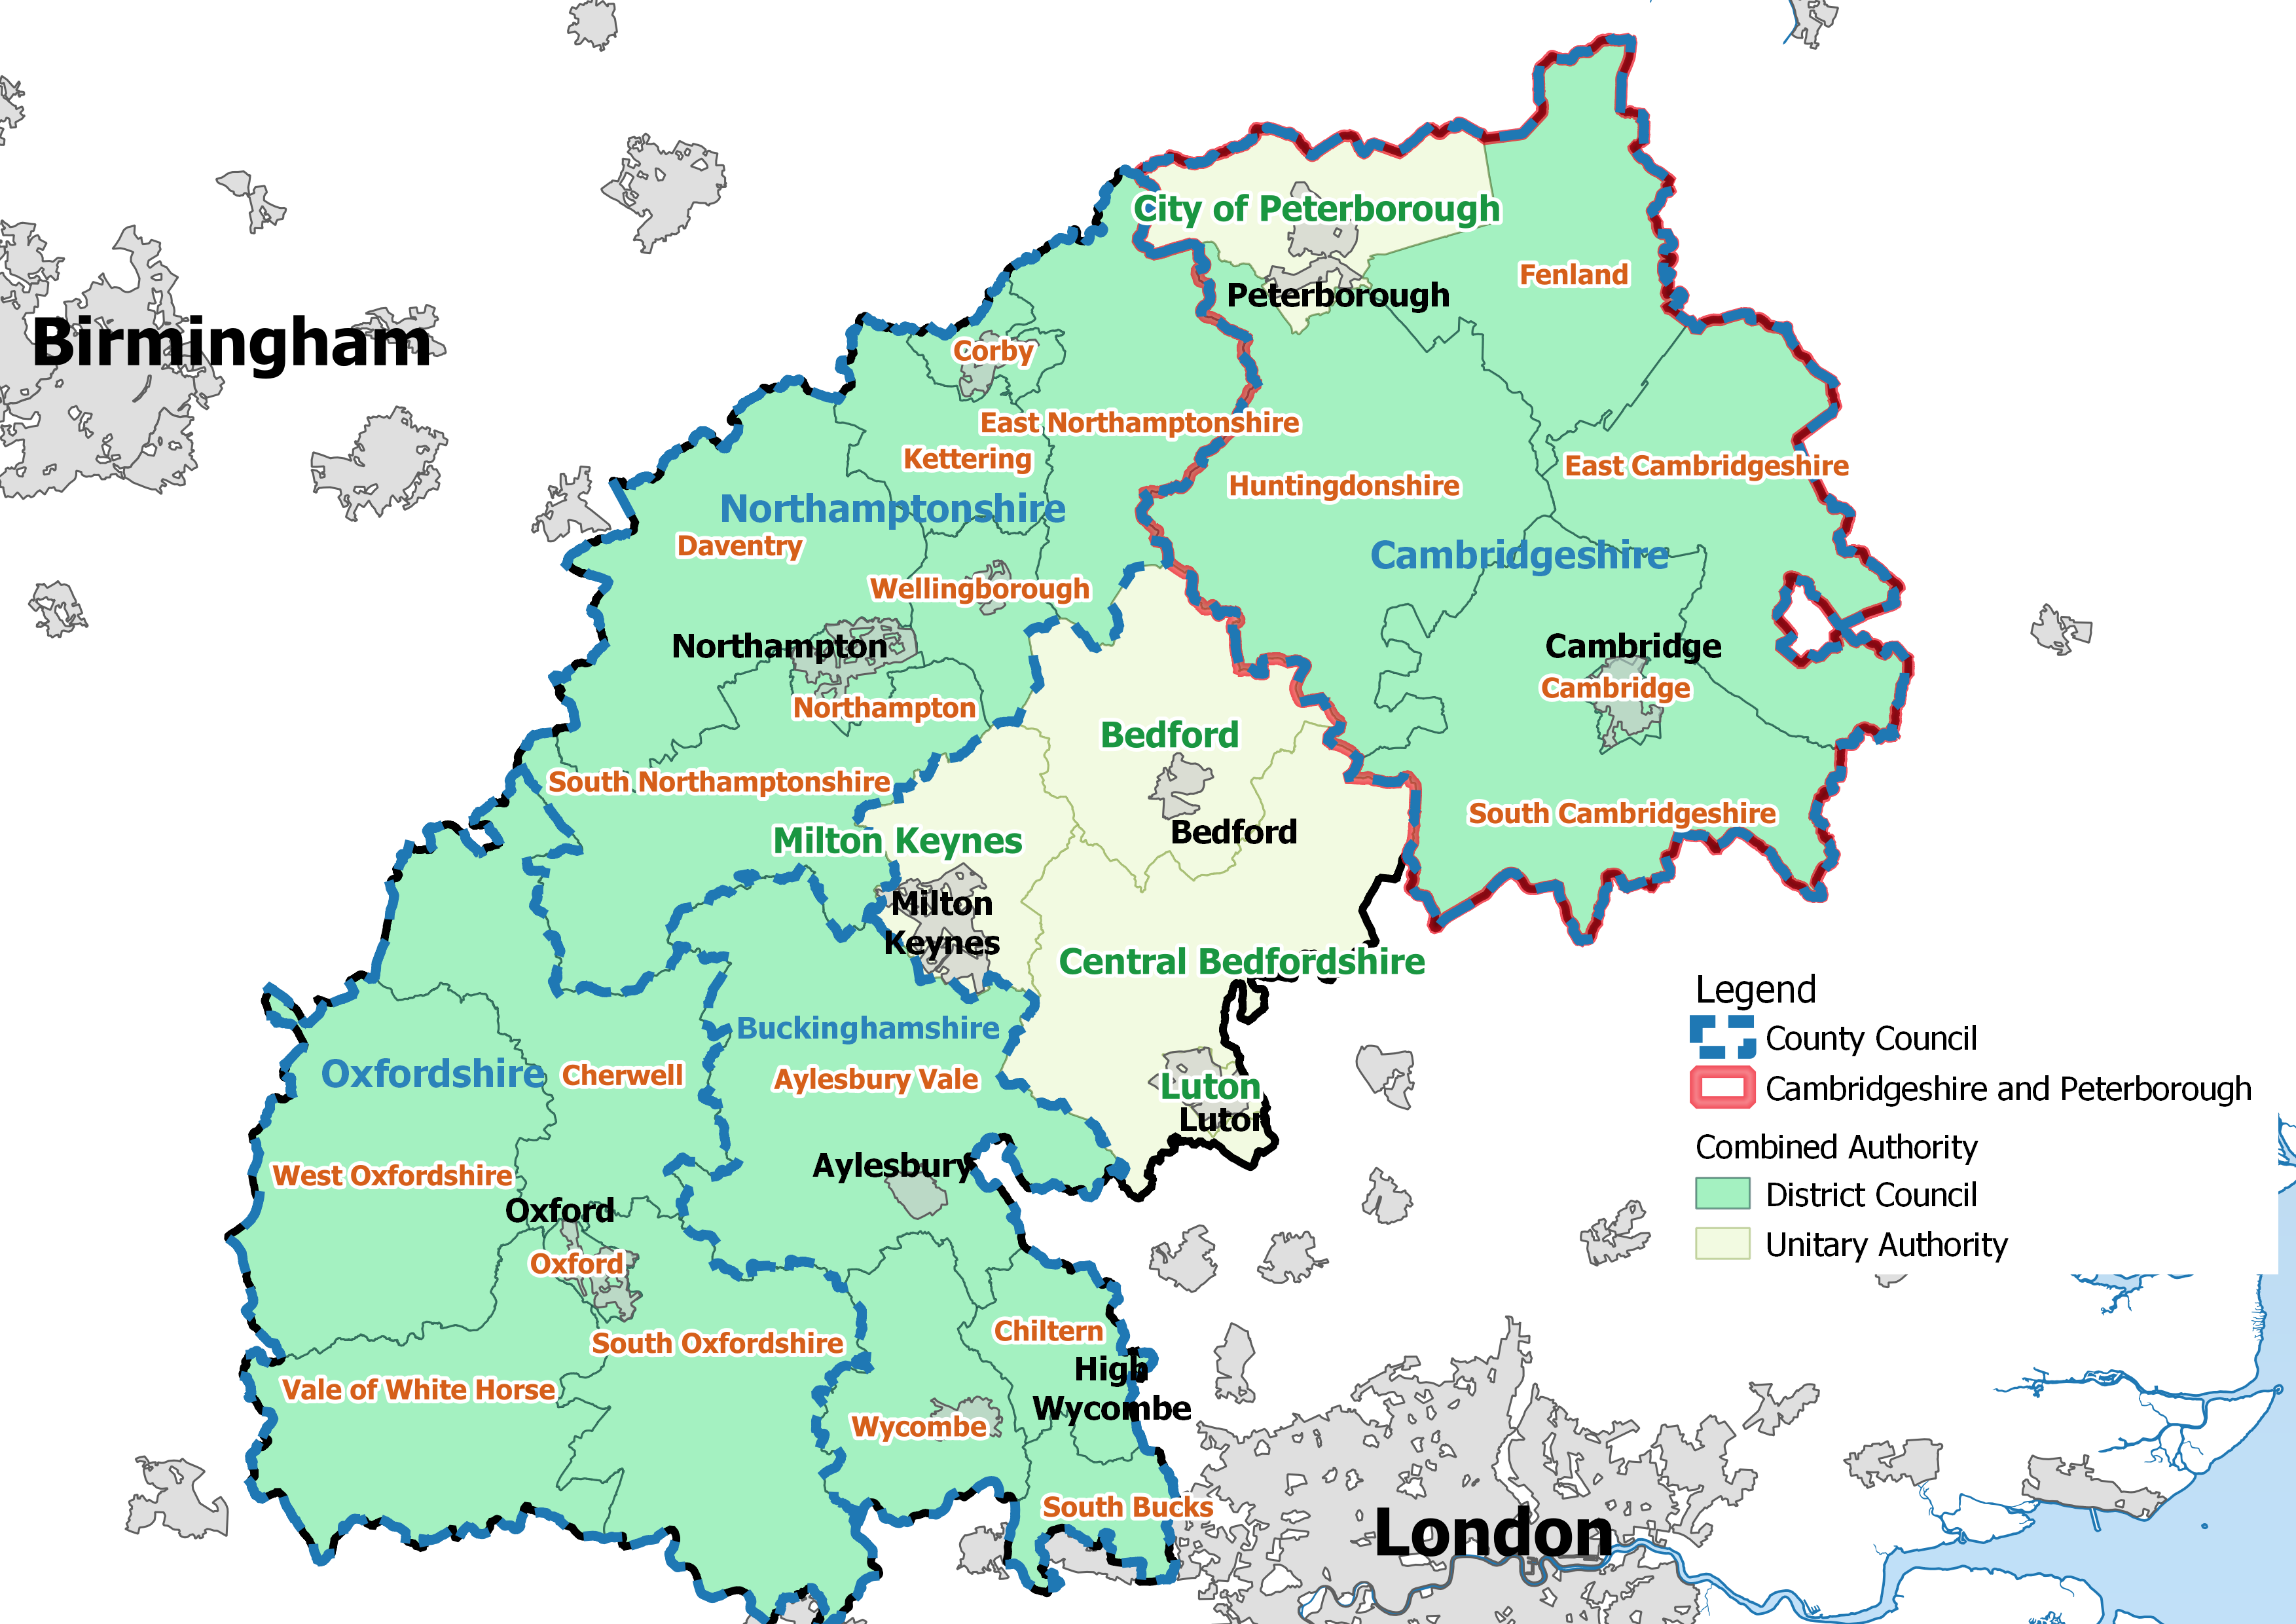 City of Peterborough
Fenland
Peterborough
Birmingham
Corby
East Northamptonshire
Kettering
East Cambridgeshire
Huntingdonshire
Northamptonshire
Daventry
Cambridgeshire
Wellingborough
Northampton
Cambridge
Cambridge
Northampton
Bedford
South Northamptonshire
South Cambridgeshire
Bedford
Milton Keynes
Milton
Keynes
Central Bedfordshire
Legend
County Council
Cambridgeshire and Peterborough
Combined Authority
District Council
Unitary Authority
Buckinghamshire
Oxfordshire
Cherwell
Aylesbury Vale
Luton
Luton
Aylesbury
West Oxfordshire
Oxford
Oxford
South Oxfordshire
Chiltern
High
Wycombe
Vale of White Horse
Wycombe
South Bucks
London